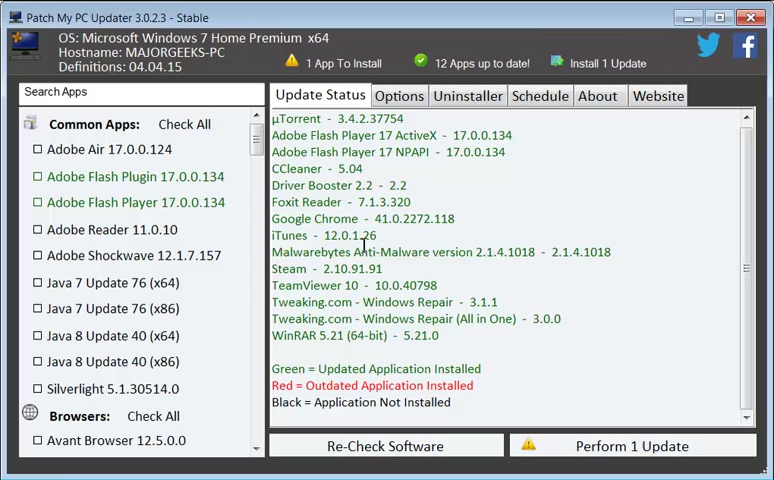 Patch My PC Updater 3.0.2.3 - Stable
OS: Microsoft Windows 7 Home Premium x64
Hostname: MAJORGEEKS-PC
Definitions: 04.04.15
1 App To Install
12 Apps up to date!
Install 1 Update
Search Apps
Common Apps: Check All
Adobe Air 17.0.0.124
Adobe Flash Plugin 17.0.0.134
Adobe Flash Player 17.0.0.134
Adobe Reader 11.0.10
Adobe Shockwave 12.1.7.157
Java 7 Update 76 (x64)
Java 7 Update 76 (x86)
Java 8 Update 40 (x64)
Java 8 Update 40 (x86)
Silverlight 5.1.30514.0
Browsers: Check All
Avant Browser 12.5.0.0
Update Status
Options
Uninstaller
Schedule
About
Website
µTorrent - 3.4.2.37754
Adobe Flash Player 17 ActiveX - 17.0.0.134
Adobe Flash Player 17 NPAPI - 17.0.0.134
CCleaner - 5.04
Driver Booster 2.2 - 2.2
Foxit Reader - 7.1.3.320
Google Chrome - 41.0.2272.118
iTunes - 12.0.1.26
Malwarebytes Anti-Malware version 2.1.4.1018 - 2.1.4.1018
Steam - 2.10.91.91
TeamViewer 10 - 10.0.40798
Tweaking.com - Windows Repair - 3.1.1
Tweaking.com - Windows Repair (All in One) - 3.0.0
WinRAR 5.21 (64-bit) - 5.21.0
Green = Updated Application Installed
Red = Outdated Application Installed
Black = Application Not Installed
Re-Check Software
Perform 1 Update